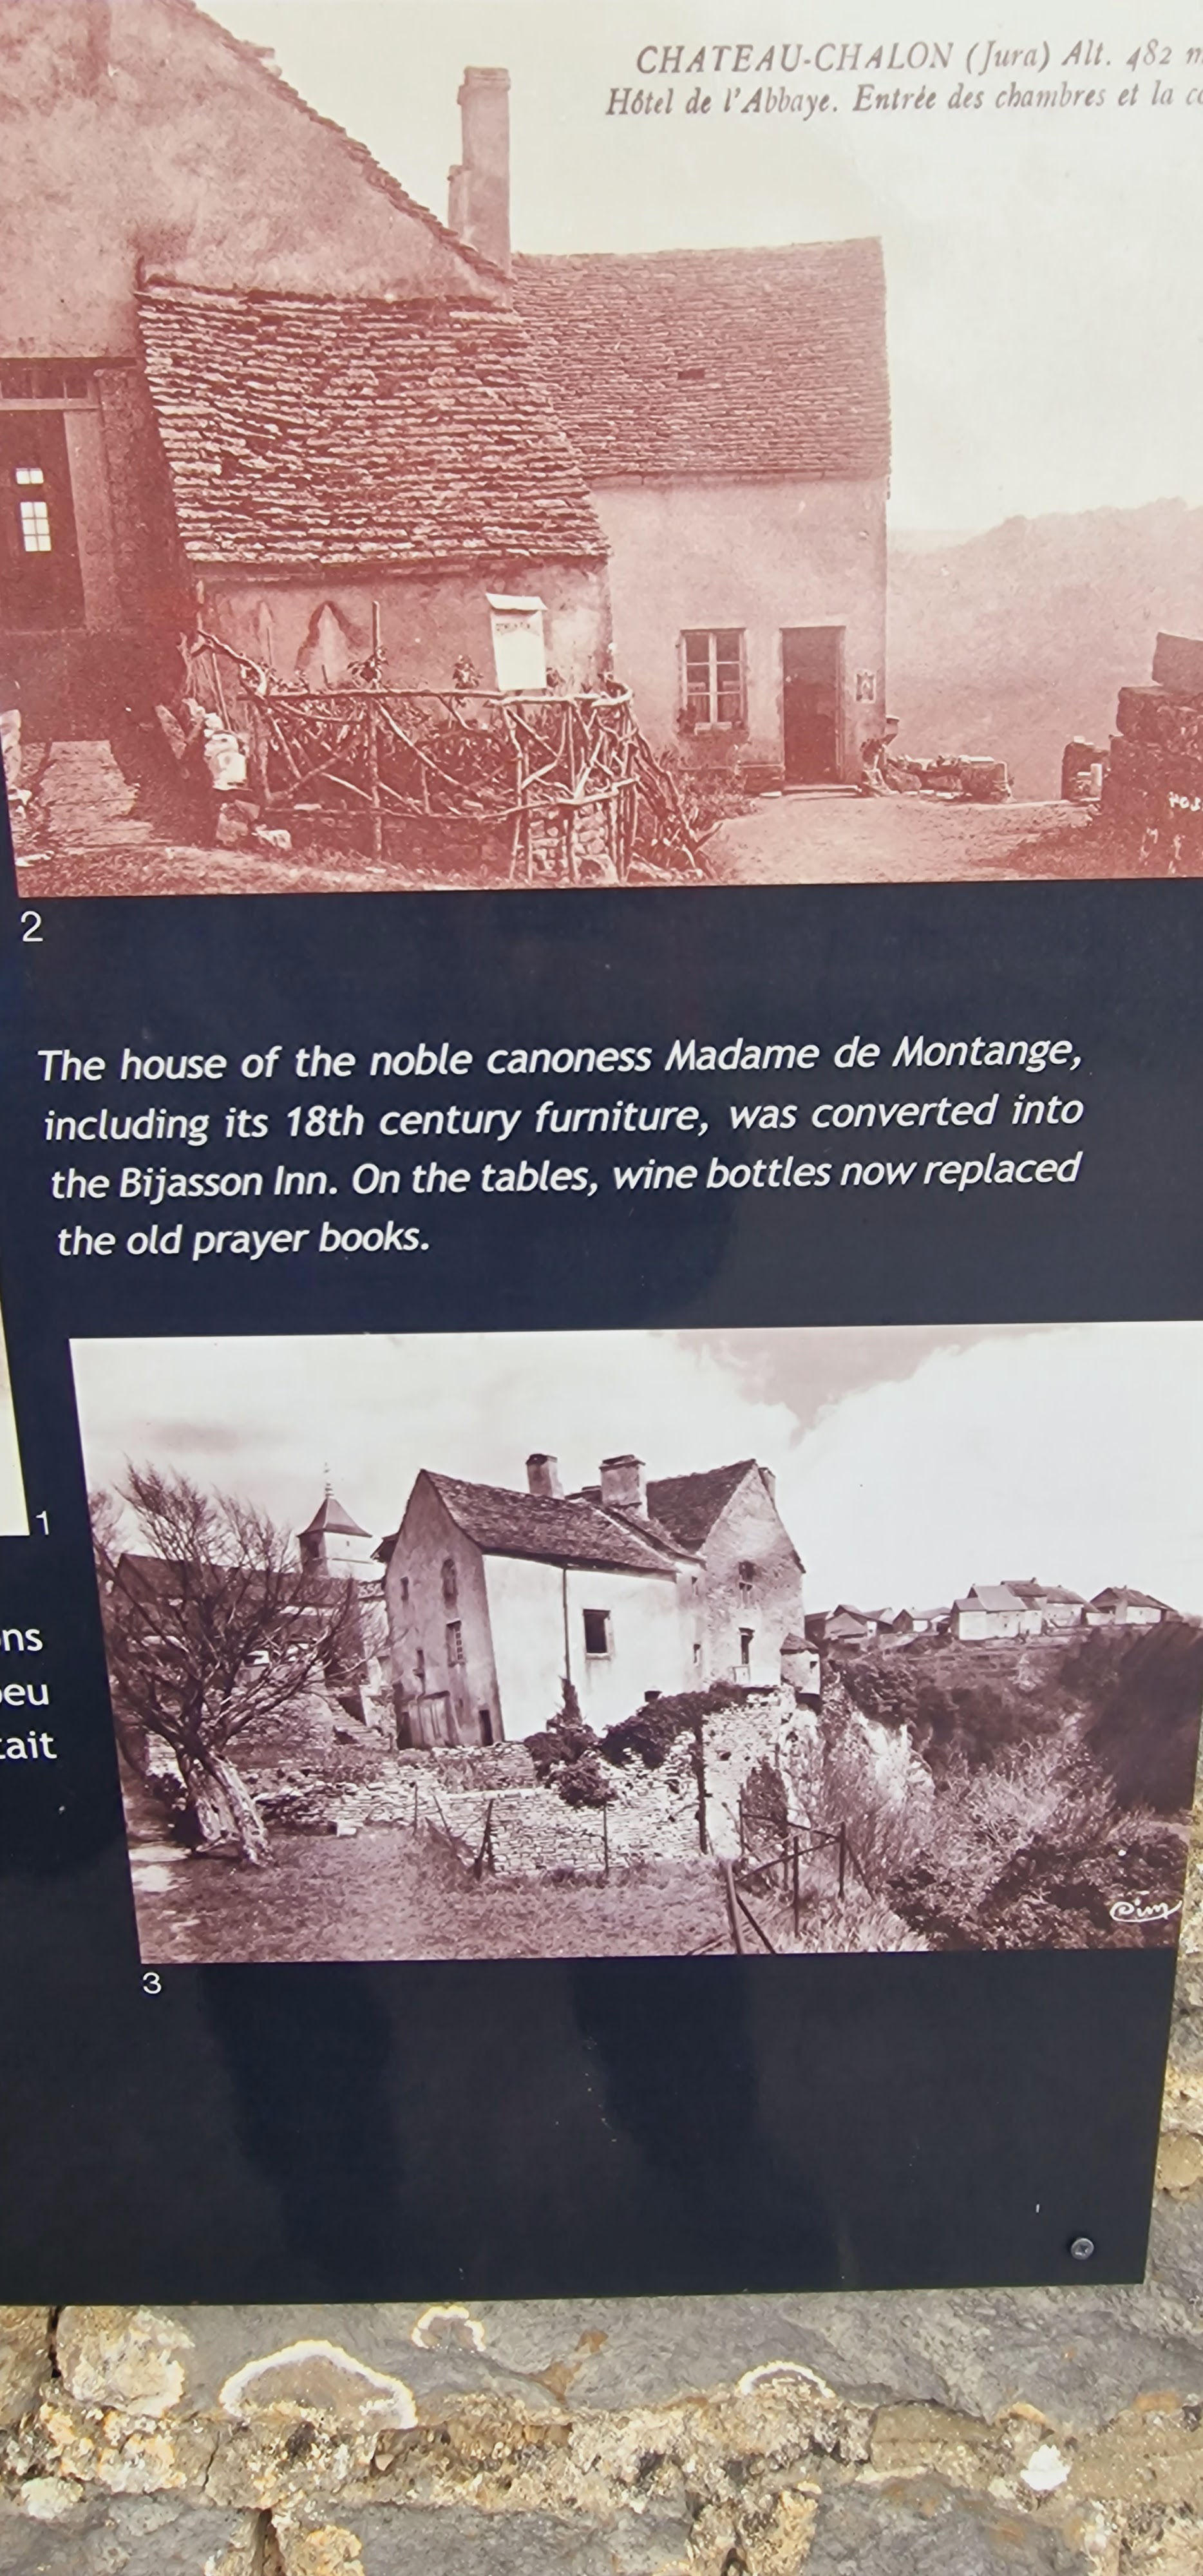 CHATEAU-CHALON (Jura) Alt. 482
Hôtel de l'Abbaye. Entrée des chambres et la
2
The house of the noble canoness Madame de Montange,
including its 18th century furniture, was converted into
the Bijasson Inn. On the tables, wine bottles now replaced
the old prayer books.
1
ns
eu
tait
Cim
3